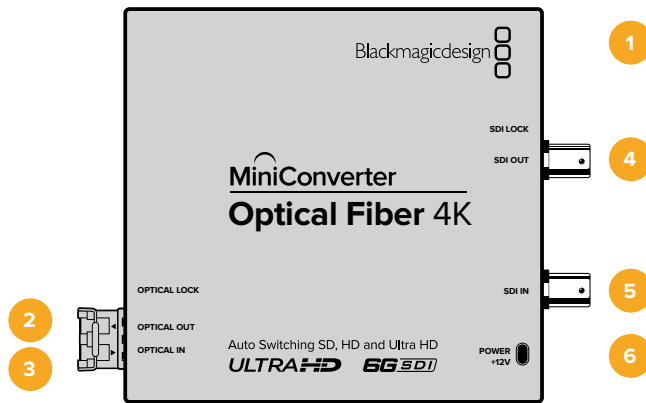 Blackmagicdesign
1
SDI LOCK
SDI OUT
4
MiniConverter
Optical Fiber 4K
OPTICAL LOCK
SDI IN
5
2
OPTICAL OUT
OPTICAL IN
3
Auto Switching SD, HD and Ultra HD
ULTRAHD 6G SDI
POWER
+12V
6